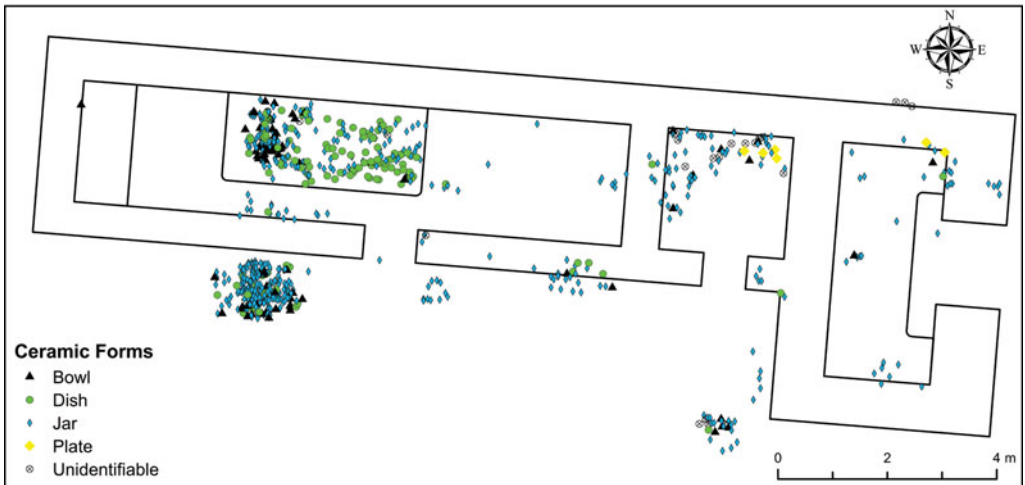 N
W E
S
Ceramic Forms
Bowl
Dish
Jar
Plate
Unidentifiable
0 2 4 m